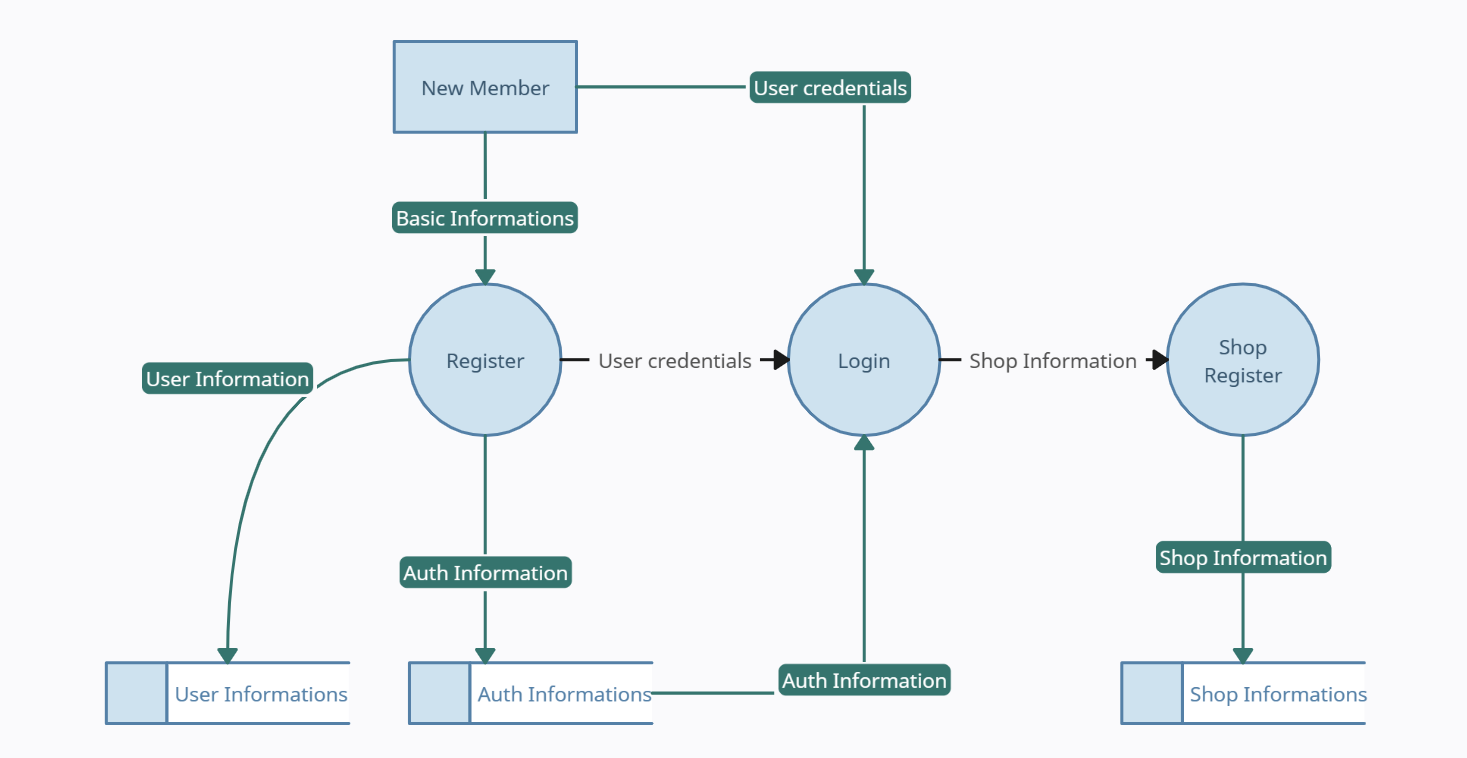 New Member
User credentials
Basic Informations
Register
User credentials
Login
Shop Information
Shop
Register
User Information
Auth Information
Shop Information
Auth Information
User Informations
Auth Informations
Shop Informations